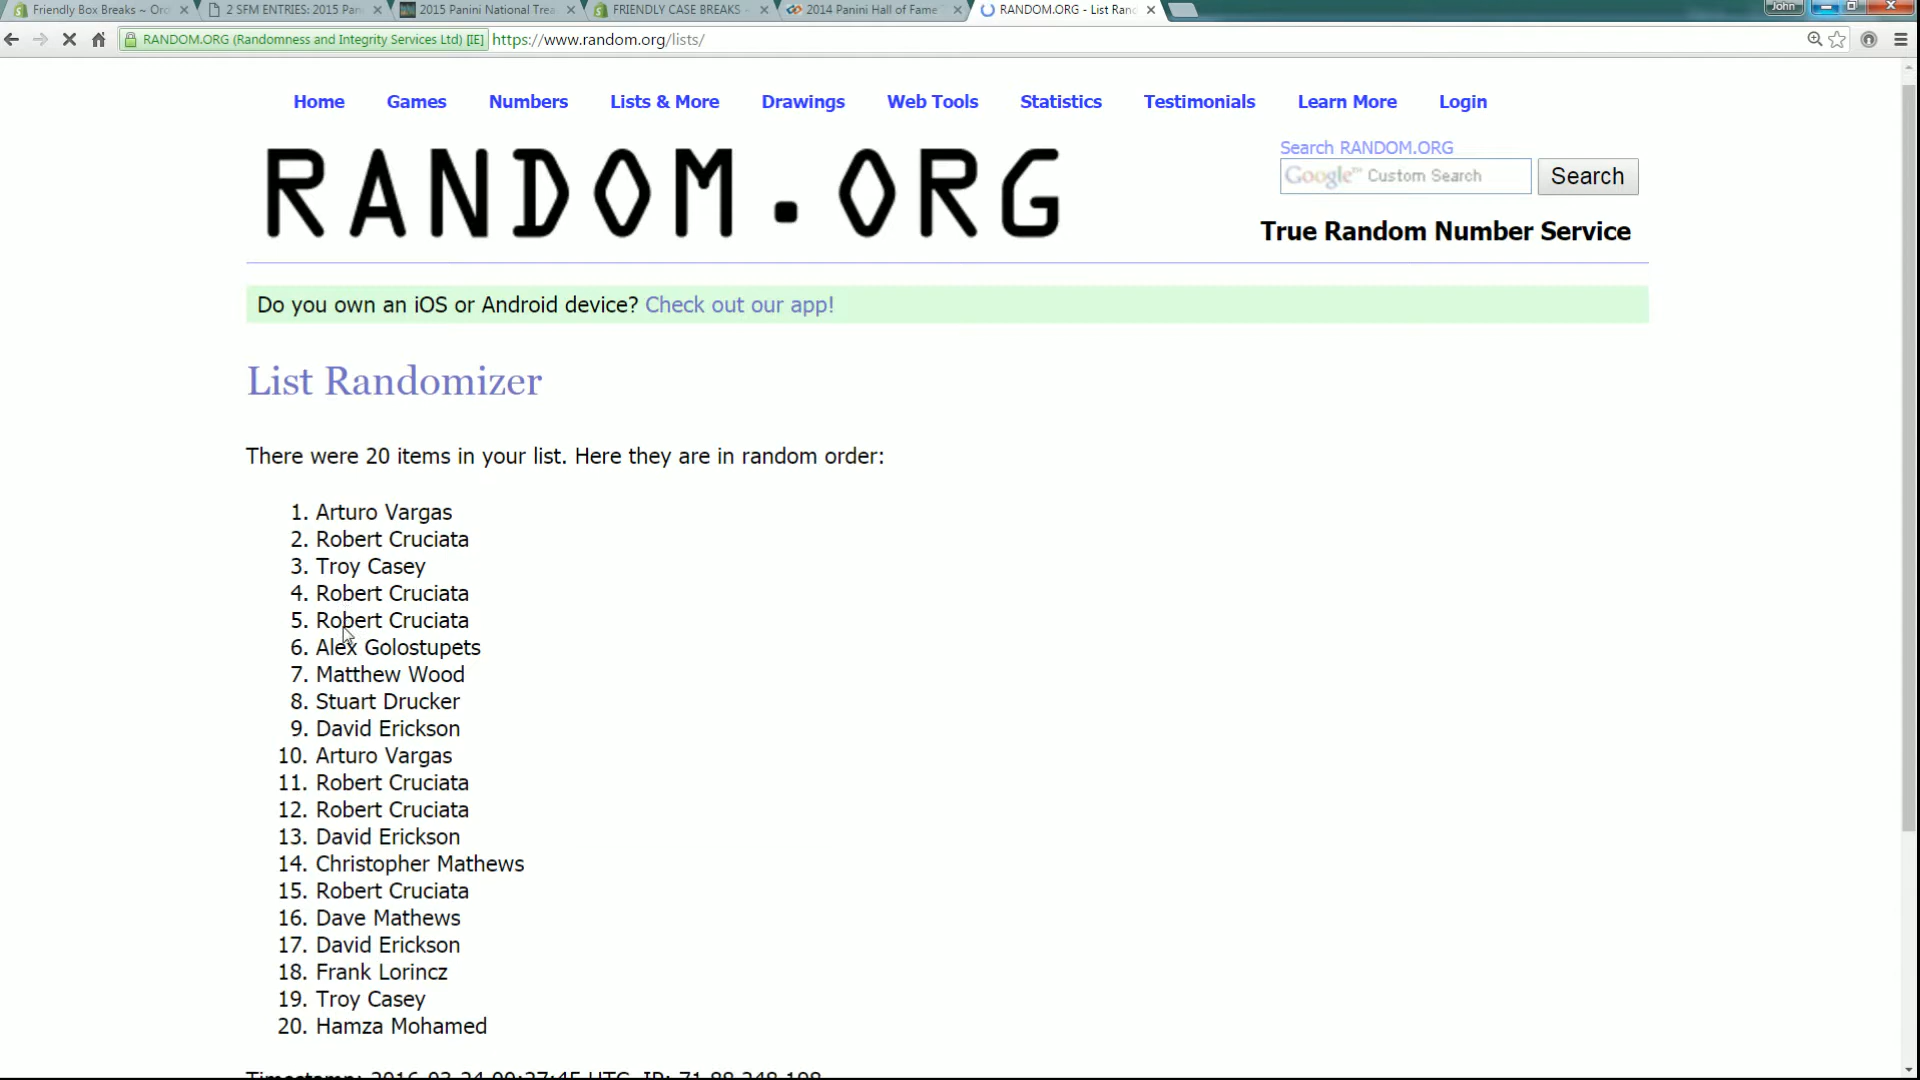 Friendly Box Breaks ~ Or
2 SFM ENTRIES: 2015 Pan
2015 Panini National Trea
FRIENDLY CASE BREAKS -
2014 Panini Hall of Fame
RANDOM.ORG - List Ran
John
RANDOM.ORG (Randomness and Integrity Services Ltd) [IE]
https://www.random.org/lists/
Home Games Numbers Lists & More Drawings Web Tools Statistics Testimonials Learn More Login
RANDOM.ORG
Search RANDOM.ORG
Google™ Custom Search
Search
True Random Number Service
Do you own an iOS or Android device? Check out our app!
List Randomizer
There were 20 items in your list. Here they are in random order:
1. Arturo Vargas
2. Robert Cruciata
3. Troy Casey
4. Robert Cruciata
5. Robert Cruciata
6. Alex Golostupets
7. Matthew Wood
8. Stuart Drucker
9. David Erickson
10. Arturo Vargas
11. Robert Cruciata
12. Robert Cruciata
13. David Erickson
14. Christopher Mathews
15. Robert Cruciata
16. Dave Mathews
17. David Erickson
18. Frank Lorincz
19. Troy Casey
20. Hamza Mohamed